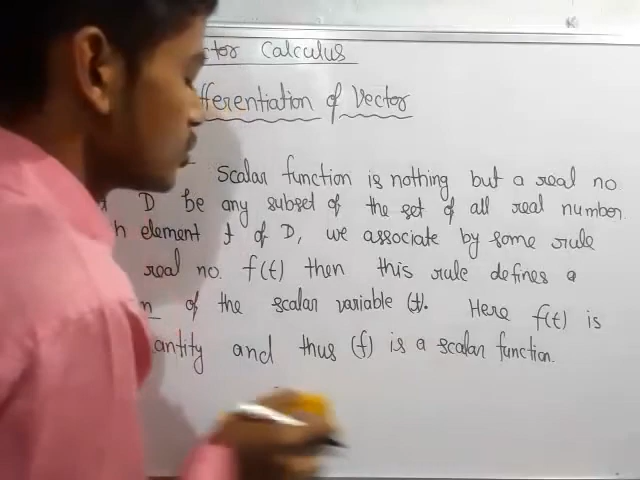 ctor Calculus
fferentiation of Vector
Scalar function is nothing but a real no
D be any subset of the set of all real number.
h element t of D, we associate by some rule
real no. f(t) then this rule defines a
n of the scalar variable (t). Here f(t) is
antity and thus (f) is a scalar function.